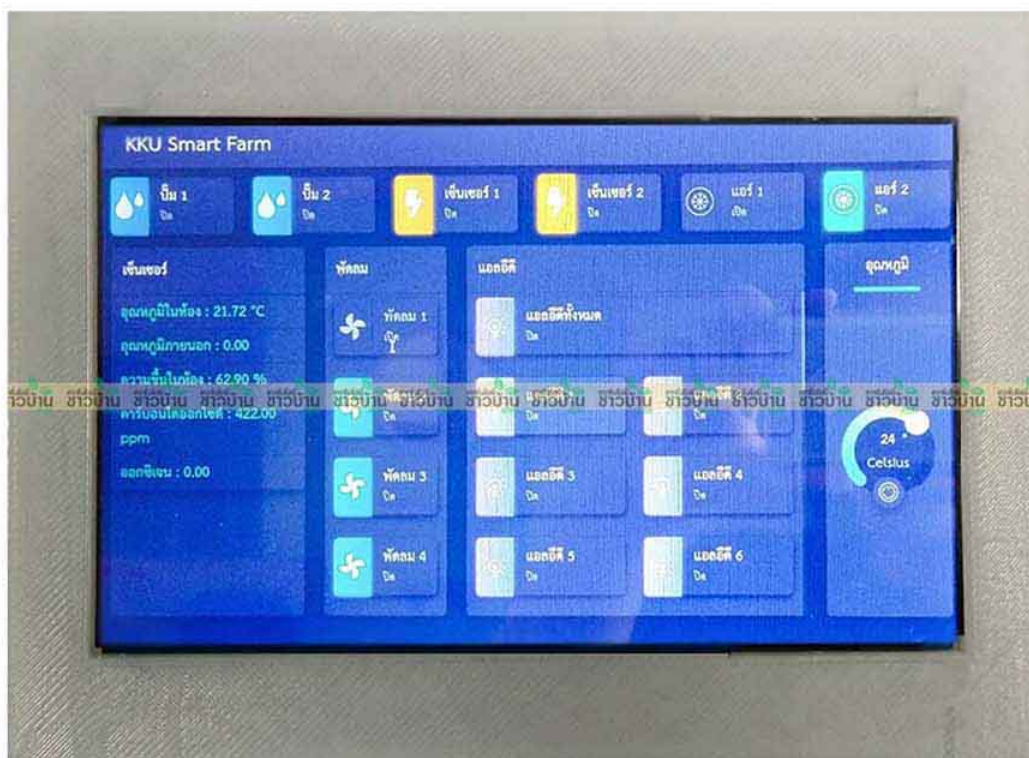 KKU Smart Farm
ปั๊ม 1
ปิด
ปั๊ม 2
ปิด
เซ็นเซอร์ 1
ปิด
เซ็นเซอร์ 2
ปิด
แอร์ 1
เปิด
แอร์ 2
ปิด
เซ็นเซอร์
อุณหภูมิในห้อง : 21.72 °C
อุณหภูมิภายนอก : 0.00
ความชื้นในห้อง : 62.90 %
คาร์บอนไดออกไซด์ : 422.00
ppm
ออกซิเจน : 0.00
พัดลม
พัดลม 1
เปิด
ปิด
พัดลม 3
ปิด
พัดลม 4
ปิด
แอลอีดี
แอลอีดีทั้งหมด
ปิด
ปิด
ปิด
แอลอีดี 3
ปิด
แอลอีดี 4
ปิด
แอลอีดี 5
ปิด
แอลอีดี 6
ปิด
อุณหภูมิ
24 °
Celsius
ข่าวบ้าน ข่าวบ้าน ข่าวบ้าน ข่าวบ้าน ข่าวบ้าน ข่าวบ้าน ข่าวบ้าน ข่าวบ้าน ข่าวบ้าน ข่าวบ้าน ข่าวบ้าน ข่าวบ้าน